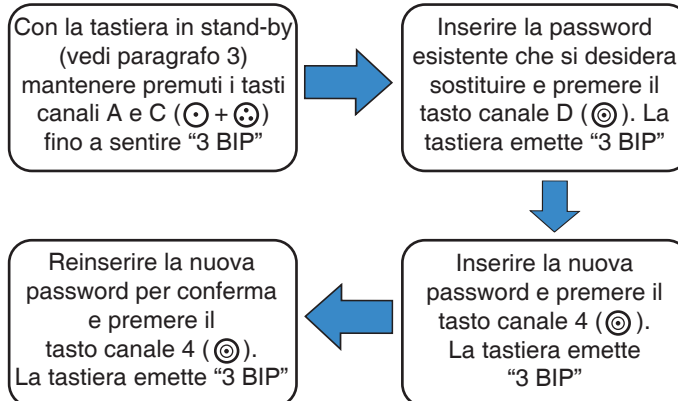 Con la tastiera in stand-by
(vedi paragrafo 3)
mantenere premuti i tasti
canali A e C (⊙ + )
fino a sentire “3 BIP”
Inserire la password
esistente che si desidera
sostituire e premere il
tasto canale D (◎). La
tastiera emette “3 BIP”
Inserire la nuova
password e premere il
tasto canale 4 (◎).
La tastiera emette
“3 BIP”
Reinserire la nuova
password per conferma
e premere il
tasto canale 4 (◎).
La tastiera emette “3 BIP”